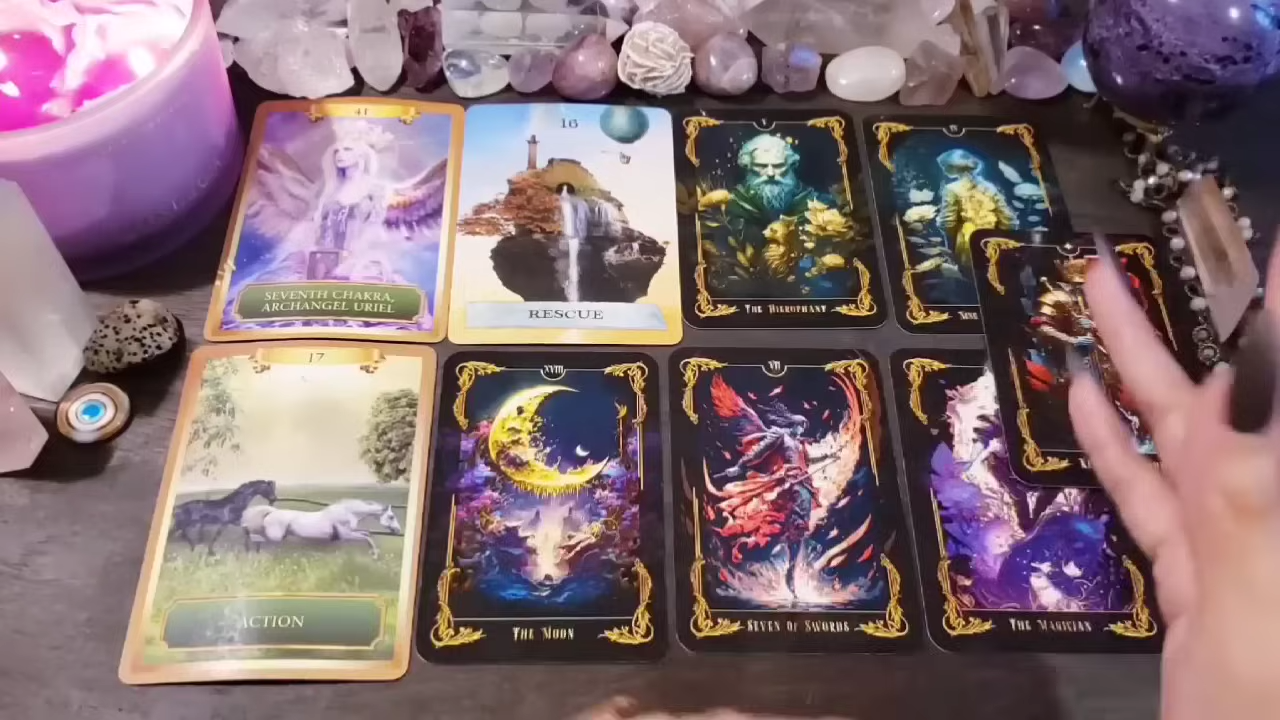 41
SEVENTH CHAKRA,
ARCHANGEL URIEL
16
RESCUE
V
THE HIEROPHANT
NINE
17
ACTION
XVIII
THE MOON
VII
SEVEN OF SWORDS
THE MAGICIAN